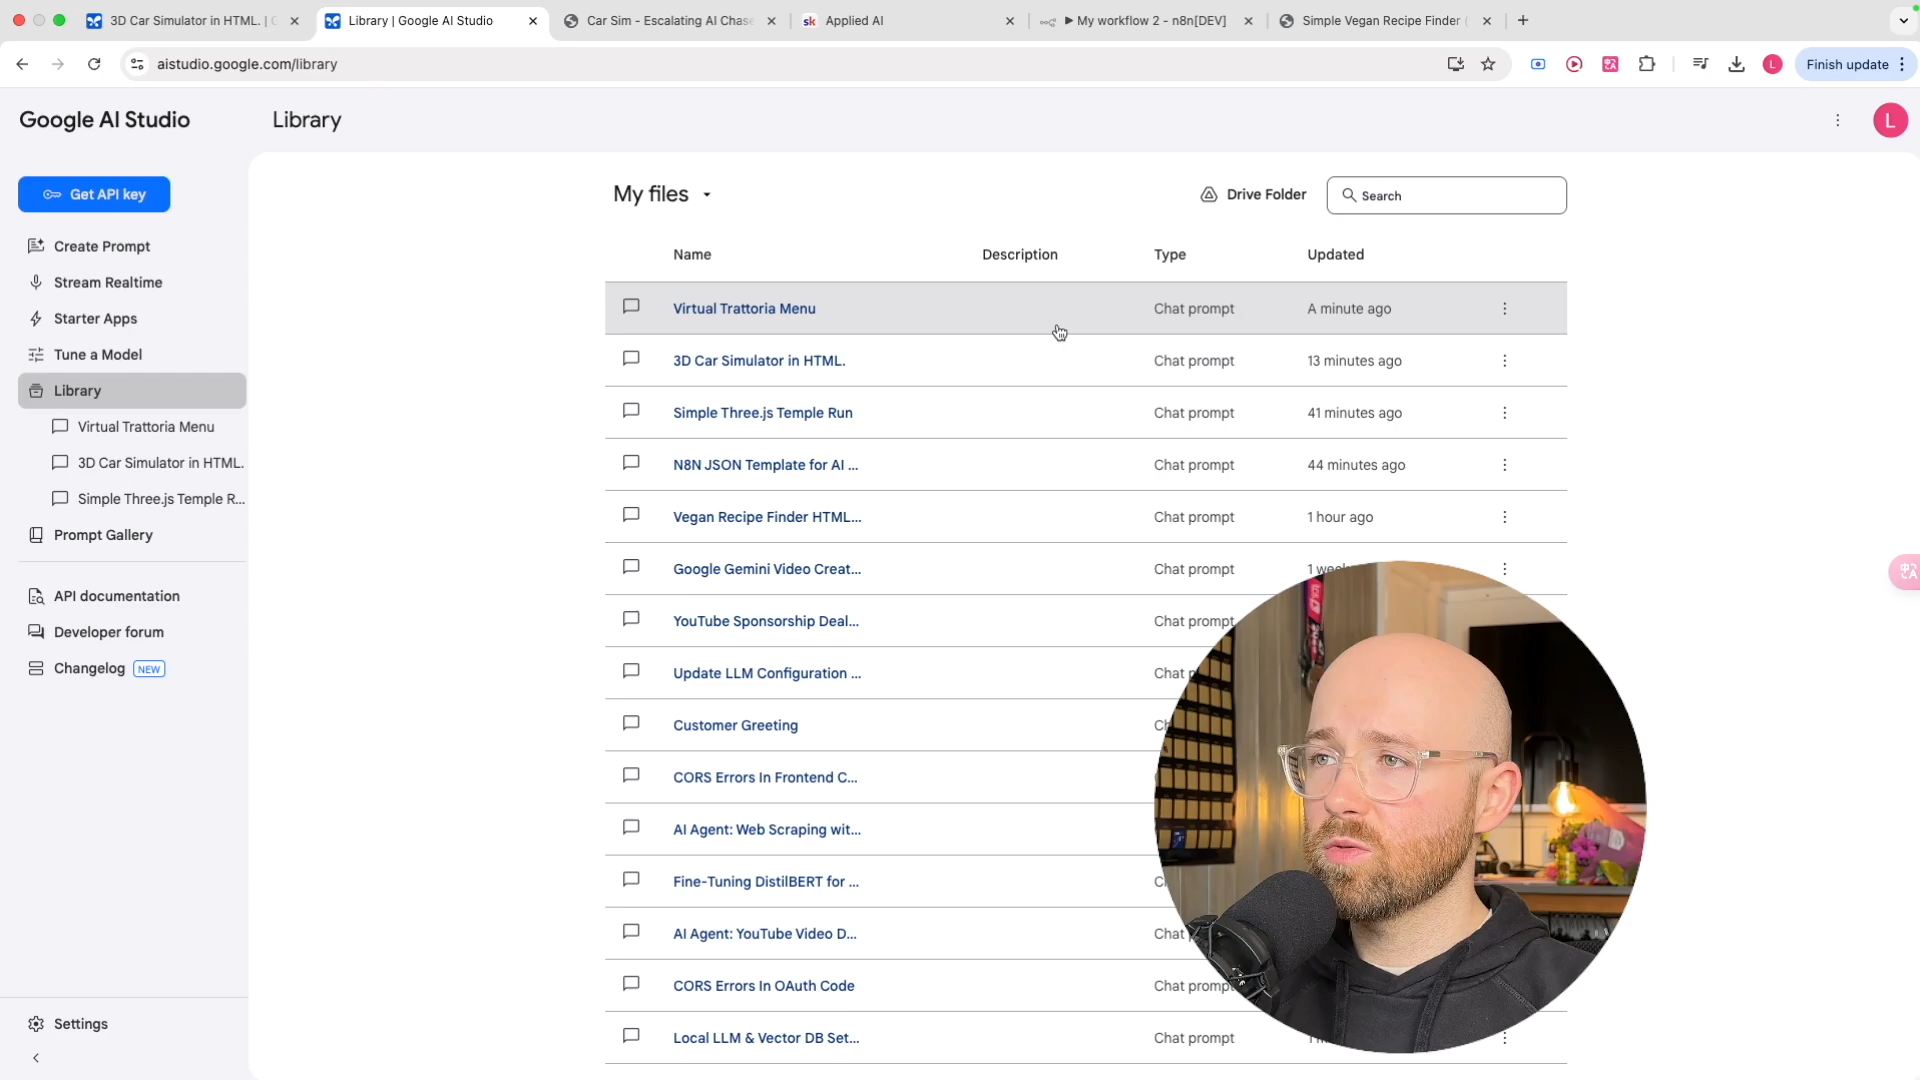 3D Car Simulator in HTML. |
Library | Google AI Studio
Car Sim - Escalating AI Chase
sk Applied AI
▶ My workflow 2 - n8n[DEV]
Simple Vegan Recipe Finder
aistudio.google.com/library
L
Finish update
Google AI Studio
Library
L
Get API key
My files
Drive Folder
Search
Create Prompt
Stream Realtime
Starter Apps
Tune a Model
Library
Virtual Trattoria Menu
3D Car Simulator in HTML.
Simple Three.js Temple R...
Prompt Gallery
API documentation
Developer forum
Changelog NEW
Settings
Name Description Type Updated
Virtual Trattoria Menu Chat prompt A minute ago
3D Car Simulator in HTML. Chat prompt 13 minutes ago
Simple Three.js Temple Run Chat prompt 41 minutes ago
N8N JSON Template for AI ... Chat prompt 44 minutes ago
Vegan Recipe Finder HTML... Chat prompt 1 hour ago
Google Gemini Video Creat... Chat prompt 1
YouTube Sponsorship Deal... Chat prompt
Update LLM Configuration ... Chat
Customer Greeting
CORS Errors In Frontend C...
AI Agent: Web Scraping wit...
Fine-Tuning DistilBERT for ...
AI Agent: YouTube Video D... Chat
CORS Errors In OAuth Code Chat prompt
Local LLM & Vector DB Set... Chat prompt